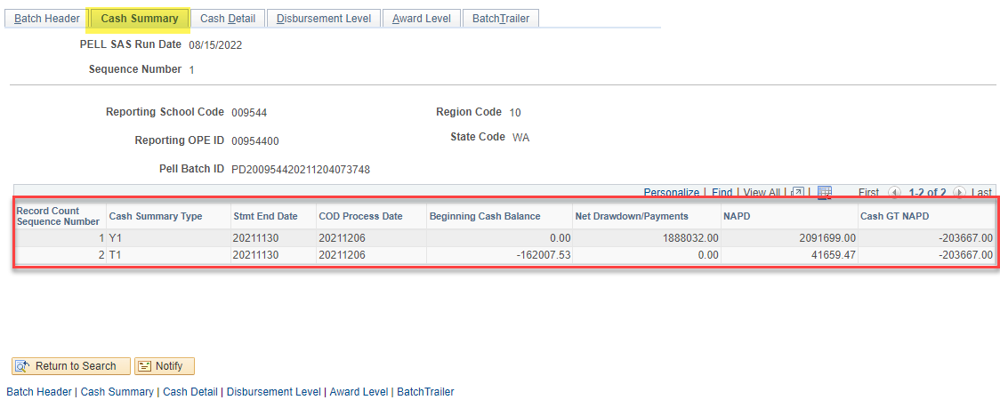 Batch Header Cash Summary Cash Detail Disbursement Level Award Level BatchTrailer
PELL SAS Run Date 08/15/2022
Sequence Number 1
Reporting School Code 009544 Region Code 10
Reporting OPE ID 00954400 State Code WA
Pell Batch ID PD200954420211204073748
Personalize | Find | View All | | First 1-2 of 2 Last
Record Count Sequence Number Cash Summary Type Stmt End Date COD Process Date Beginning Cash Balance Net Drawdown/Payments NAPD Cash GT NAPD
1 Y1 20211130 20211206 0.00 1888032.00 2091699.00 -203667.00
2 T1 20211130 20211206 -162007.53 0.00 41659.47 -203667.00
Return to Search Notify
Batch Header | Cash Summary | Cash Detail | Disbursement Level | Award Level | BatchTrailer